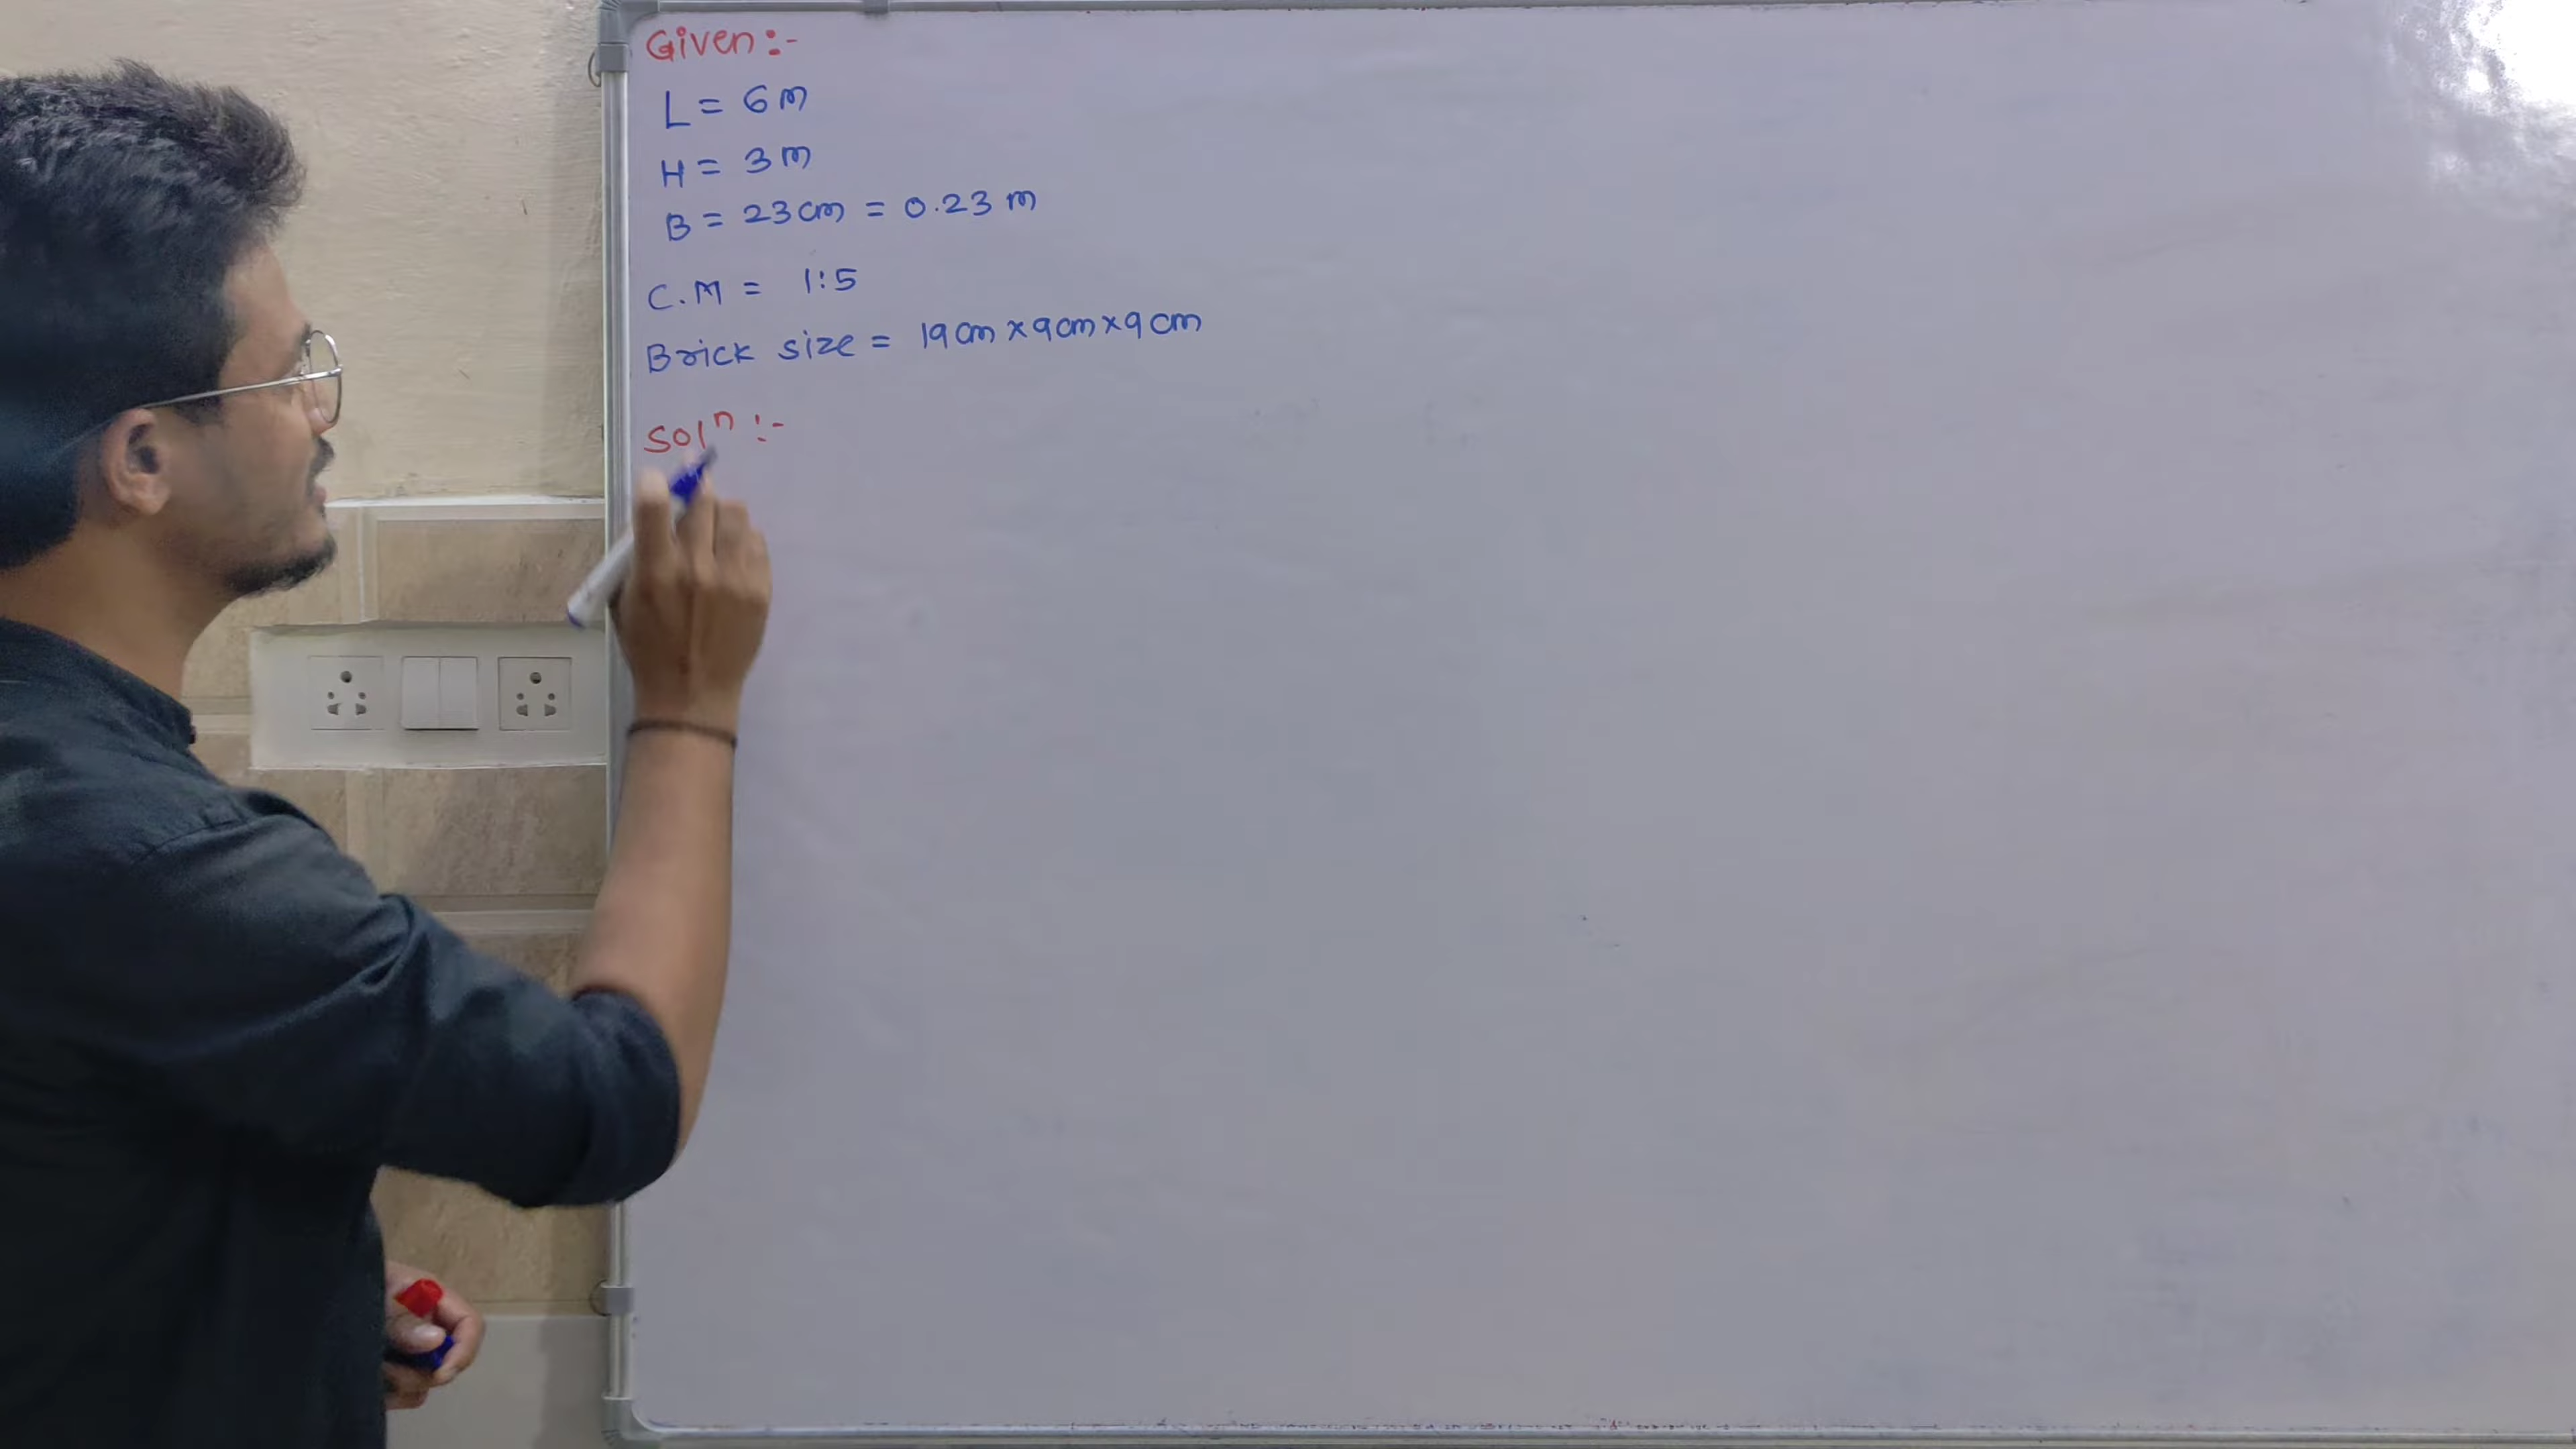 Given:-
L = 6 m
H = 3 m
B = 23 cm = 0.23 m
C.M = 1:5
Brick size = 19 cm x 9 cm x 9 cm
Solⁿ :-